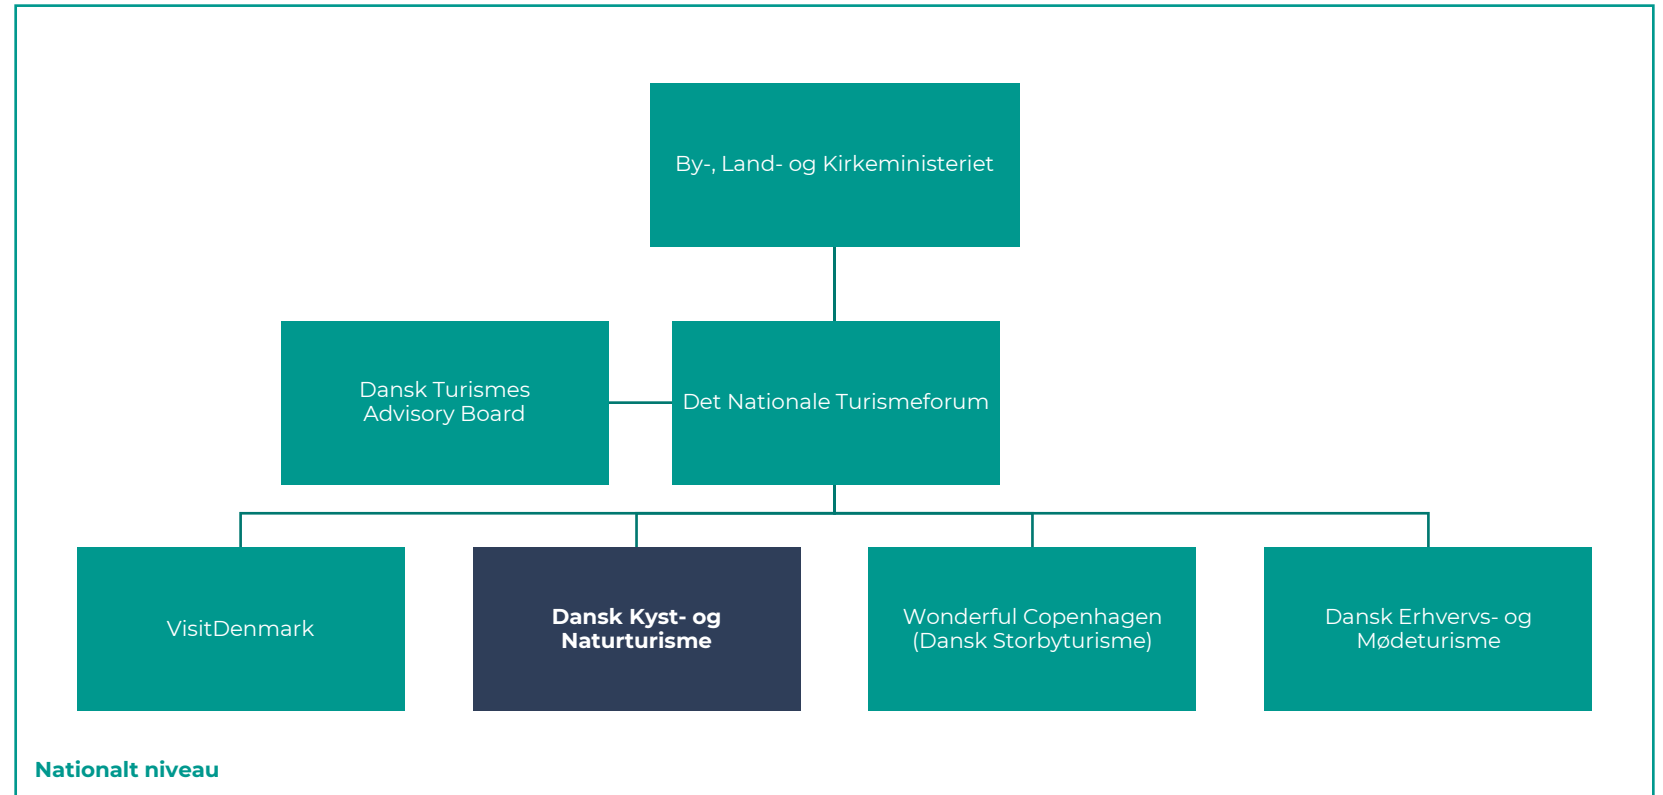 By-, Land- og Kirkeministeriet
Dansk Turismes
Advisory Board
Det Nationale Turismeforum
VisitDenmark
Dansk Kyst- og
Naturturisme
Wonderful Copenhagen
(Dansk Storbyturisme)
Dansk Erhvervs- og
Mødeturisme
Nationalt niveau